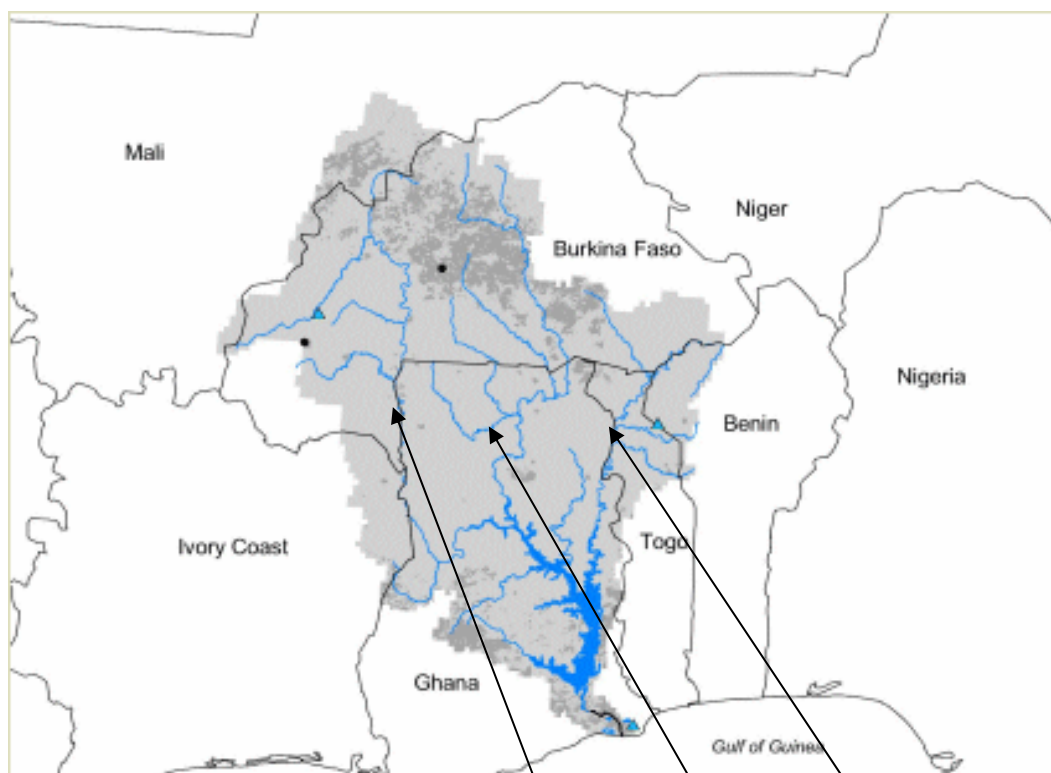 Mali
Niger
Burkina Faso
Nigeria
Benin
Ivory Coast
Togo
Ghana
Gulf of Guinea